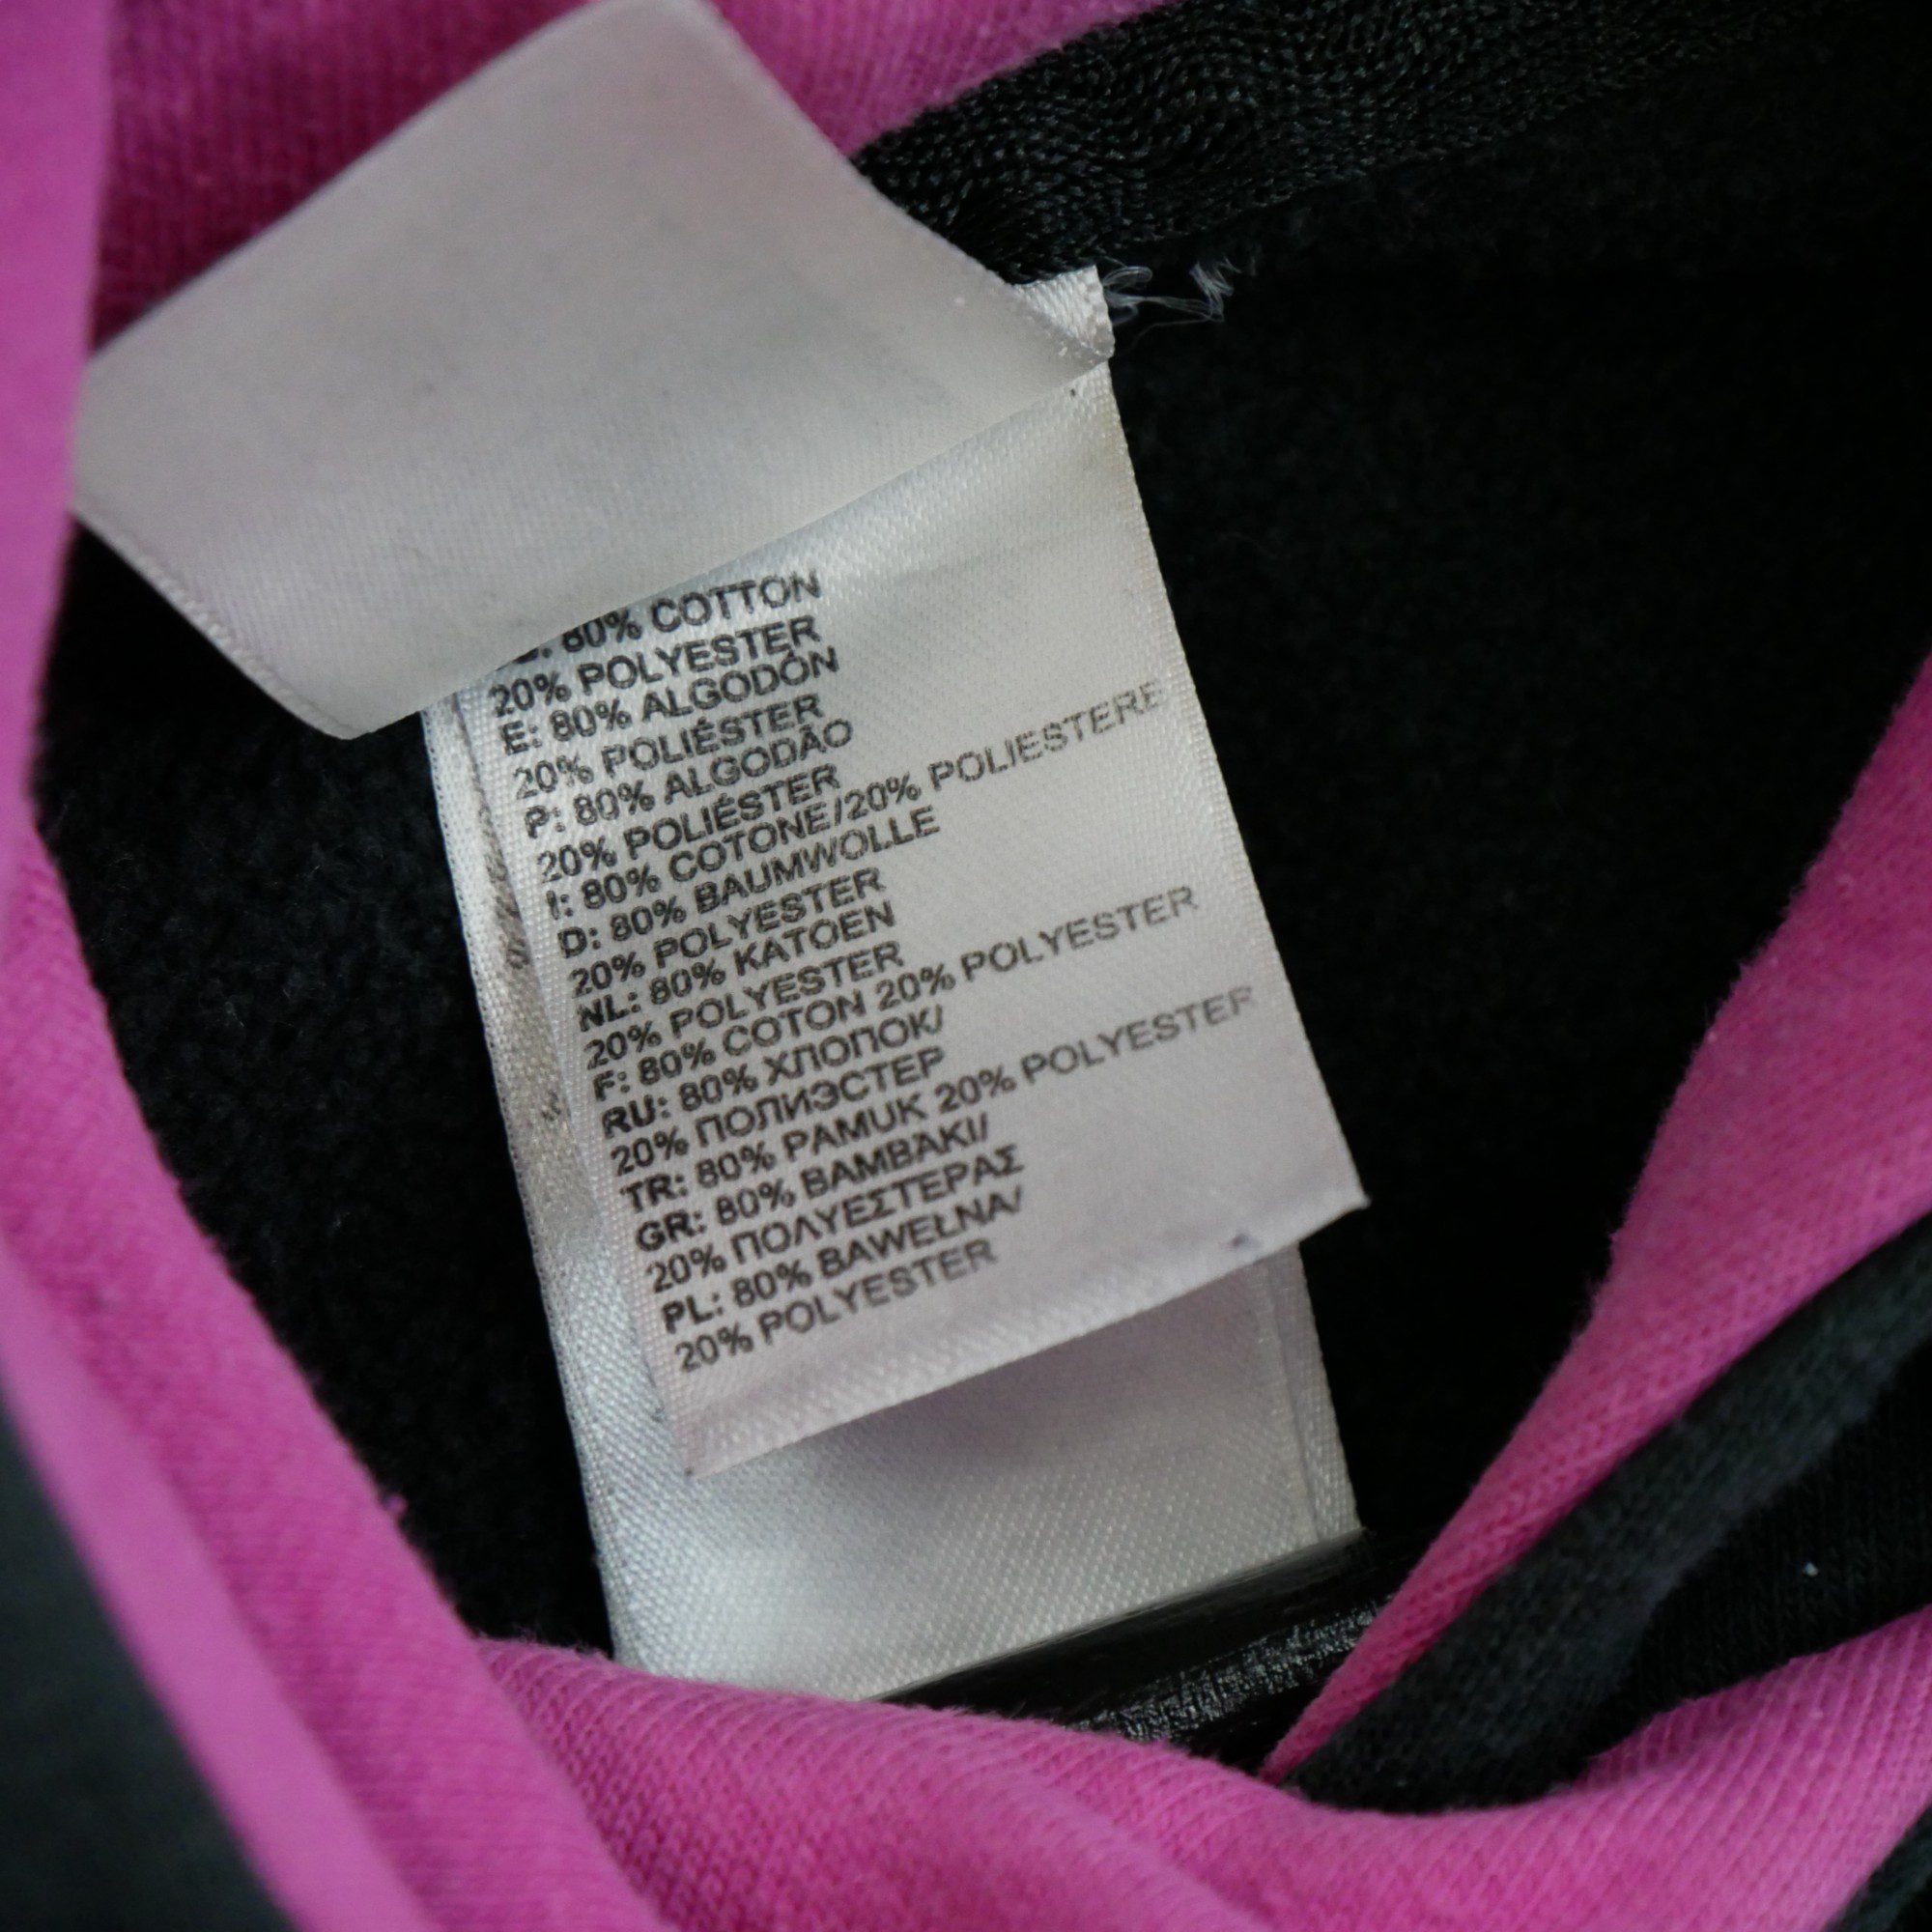 80% COTTON
20% POLYESTER
E: 80% ALGODÓN
20% POLIÉSTER
P: 80% ALGODÃO
20% POLIÉSTER
I: 80% COTONE/20% POLIESTERE
D: 80% BAUMWOLLE
20% POLYESTER
NL: 80% KATOEN
20% POLYESTER
F: 80% COTON 20% POLYESTER
RU: 80% ХЛОПОК/
20% ПОЛИЭСТЕР
TR: 80% PAMUK 20% POLYESTER
GR: 80% ΒΑΜΒΑΚΙ/
20% ΠΟΛΥΕΣΤΕΡΑΣ
PL: 80% BAWEŁNA/
20% POLYESTER